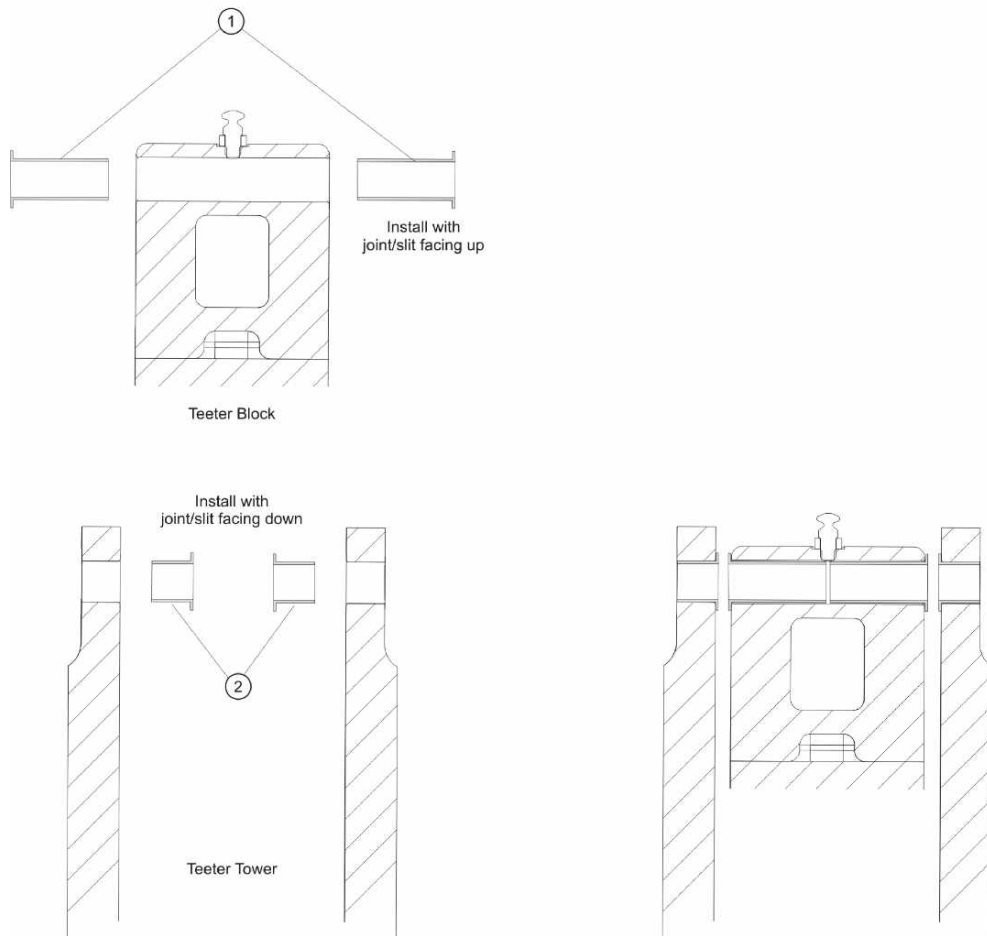 1
Install with
joint/slit facing up
Teeter Block
Install with
joint/slit facing down
2
Teeter Tower